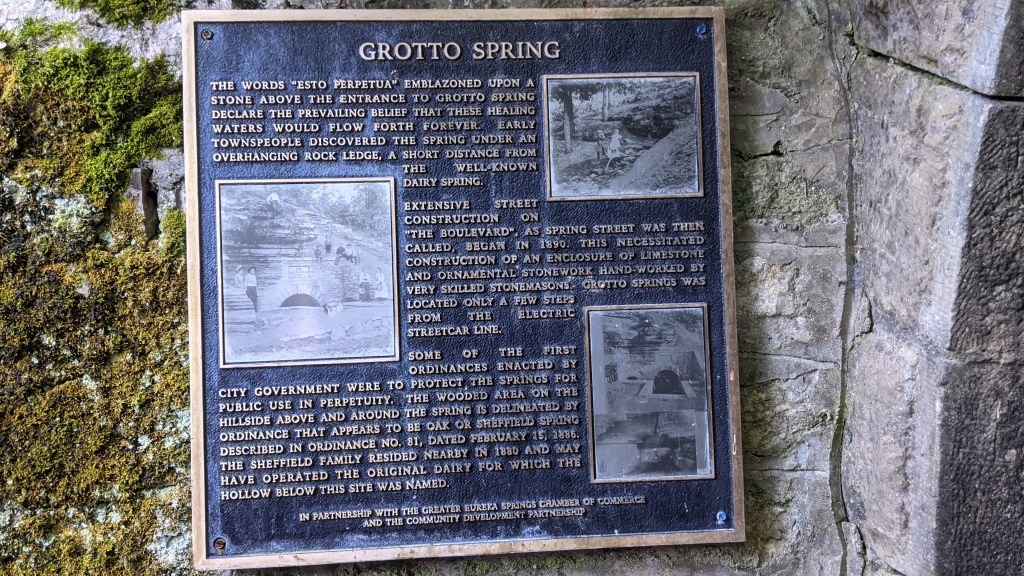 GROTTO SPRING
THE WORDS "ESTO PERPETUA" EMBLAZONED UPON A
STONE ABOVE THE ENTRANCE TO GROTTO SPRING
DECLARE THE PREVAILING BELIEF THAT THESE HEALING
WATERS WOULD FLOW FORTH FOREVER. EARLY
TOWNSPEOPLE DISCOVERED THE SPRING UNDER AN
OVERHANGING ROCK LEDGE, A SHORT DISTANCE FROM
THE WELL-KNOWN
DAIRY SPRING.
EXTENSIVE STREET
CONSTRUCTION ON
"THE BOULEVARD", AS SPRING STREET WAS THEN
CALLED, BEGAN IN 1890. THIS NECESSITATED
CONSTRUCTION OF AN ENCLOSURE OF LIMESTONE
AND ORNAMENTAL STONEWORK HAND-WORKED BY
VERY SKILLED STONEMASONS. GROTTO SPRINGS WAS
LOCATED ONLY A FEW STEPS
FROM THE ELECTRIC
STREETCAR LINE.
SOME OF THE FIRST
ORDINANCES ENACTED BY
CITY GOVERNMENT WERE TO PROTECT THE SPRINGS FOR
PUBLIC USE IN PERPETUITY. THE WOODED AREA ON THE
HILLSIDE ABOVE AND AROUND THE SPRING IS DELINEATED BY
ORDINANCE THAT APPEARS TO BE OAK OR SHEFFIELD SPRING
DESCRIBED IN ORDINANCE NO. 81, DATED FEBRUARY 15, 1886.
THE SHEFFIELD FAMILY RESIDED NEARBY IN 1880 AND MAY
HAVE OPERATED THE ORIGINAL DAIRY FOR WHICH THE
HOLLOW BELOW THIS SITE WAS NAMED.
IN PARTNERSHIP WITH THE GREATER EUREKA SPRINGS CHAMBER OF COMMERCE
AND THE COMMUNITY DEVELOPMENT PARTNERSHIP